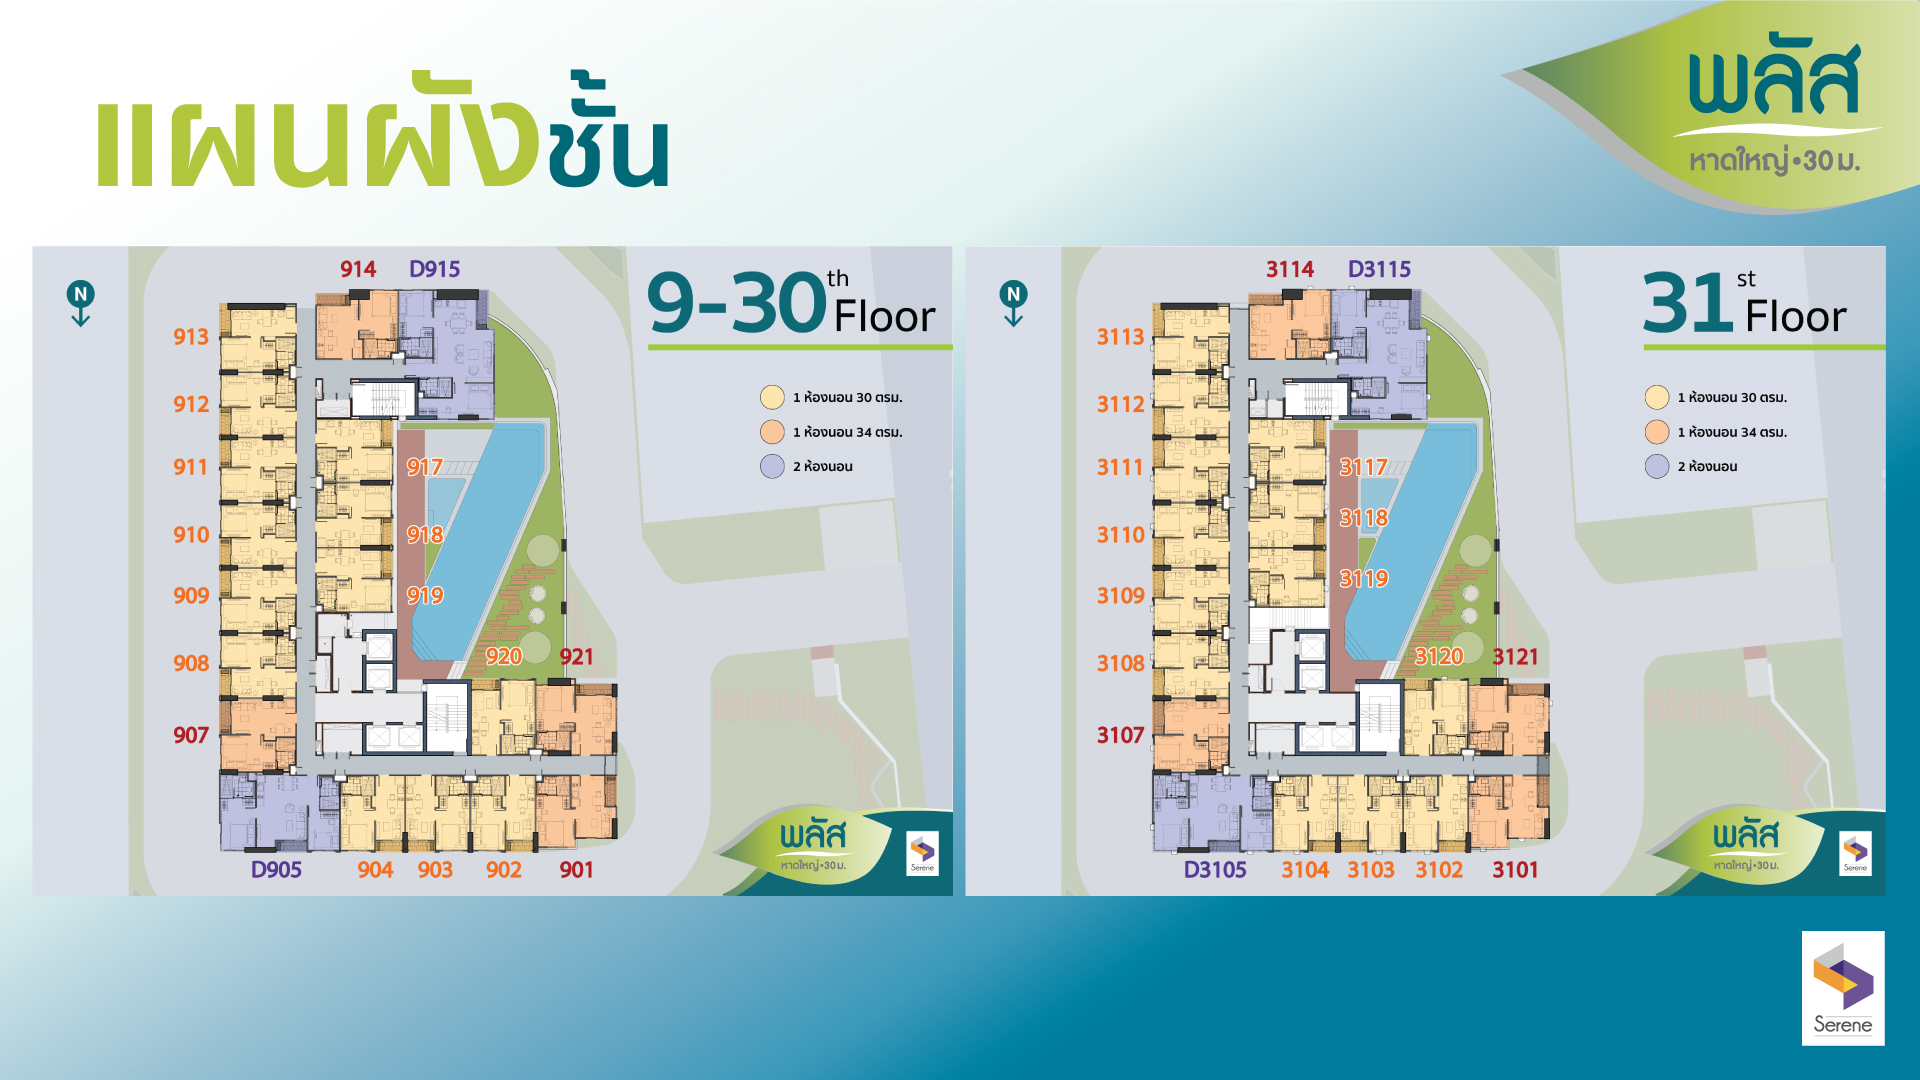 แผนผังชั้น
พลัส
หาดใหญ่•30 ม.
N
914 D915
9-30th Floor
913
912
911
910
909
908
907
917
918
919
920 921
D905 904 903 902 901
1 ห้องนอน 30 ตรม.
1 ห้องนอน 34 ตรม.
2 ห้องนอน
พลัส
หาดใหญ่•30 ม.
Serene
N
3114 D3115
31st Floor
3113
3112
3111
3110
3109
3108
3107
3117
3118
3119
3120 3121
D3105 3104 3103 3102 3101
1 ห้องนอน 30 ตรม.
1 ห้องนอน 34 ตรม.
2 ห้องนอน
พลัส
หาดใหญ่•30 ม.
Serene
Serene